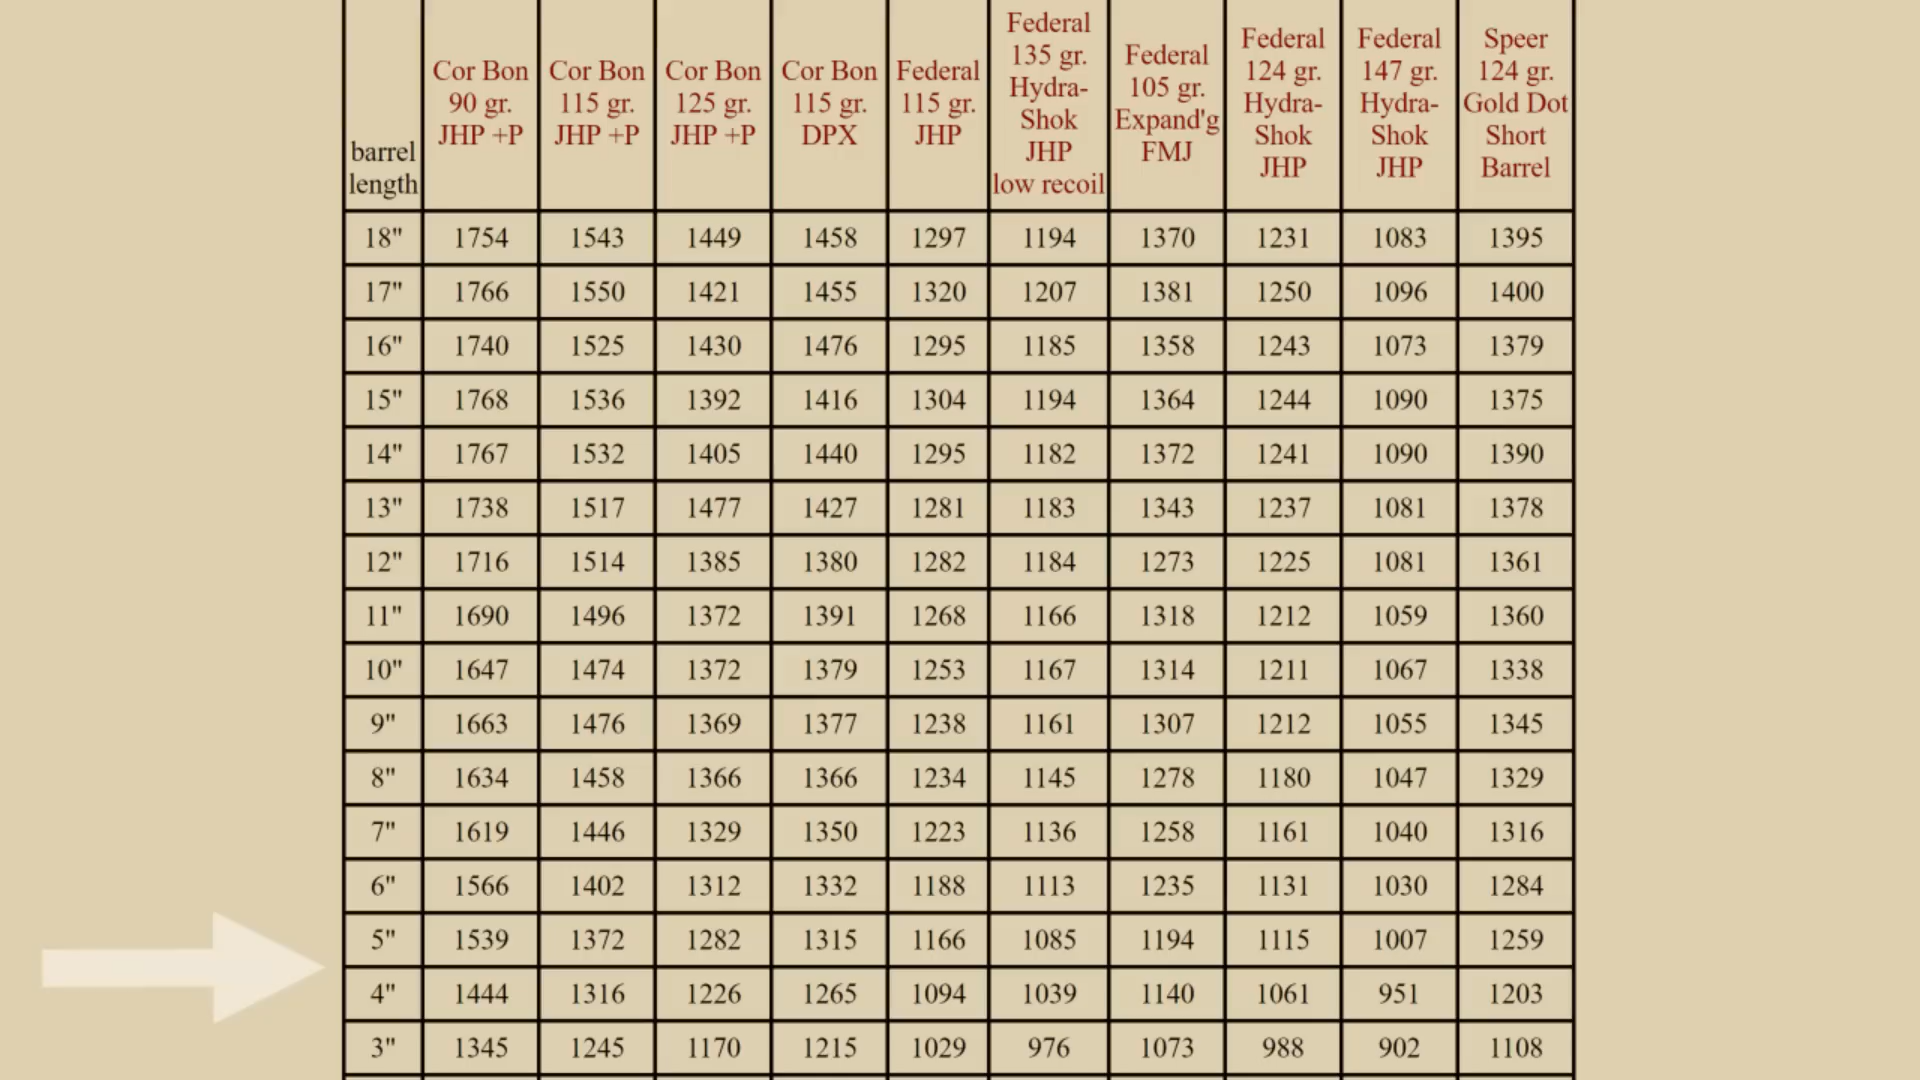 barrel length | Cor Bon 90 gr. JHP +P | Cor Bon 115 gr. JHP +P | Cor Bon 125 gr. JHP +P | Cor Bon 115 gr. DPX | Federal 115 gr. JHP | Federal 135 gr. Hydra-Shok JHP low recoil | Federal 105 gr. Expand'g FMJ | Federal 124 gr. Hydra-Shok JHP | Federal 147 gr. Hydra-Shok JHP | Speer 124 gr. Gold Dot Short Barrel
18" 1754 1543 1449 1458 1297 1194 1370 1231 1083 1395
17" 1766 1550 1421 1455 1320 1207 1381 1250 1096 1400
16" 1740 1525 1430 1476 1295 1185 1358 1243 1073 1379
15" 1768 1536 1392 1416 1304 1194 1364 1244 1090 1375
14" 1767 1532 1405 1440 1295 1182 1372 1241 1090 1390
13" 1738 1517 1477 1427 1281 1183 1343 1237 1081 1378
12" 1716 1514 1385 1380 1282 1184 1273 1225 1081 1361
11" 1690 1496 1372 1391 1268 1166 1318 1212 1059 1360
10" 1647 1474 1372 1379 1253 1167 1314 1211 1067 1338
9" 1663 1476 1369 1377 1238 1161 1307 1212 1055 1345
8" 1634 1458 1366 1366 1234 1145 1278 1180 1047 1329
7" 1619 1446 1329 1350 1223 1136 1258 1161 1040 1316
6" 1566 1402 1312 1332 1188 1113 1235 1131 1030 1284
5" 1539 1372 1282 1315 1166 1085 1194 1115 1007 1259
4" 1444 1316 1226 1265 1094 1039 1140 1061 951 1203
3" 1345 1245 1170 1215 1029 976 1073 988 902 1108